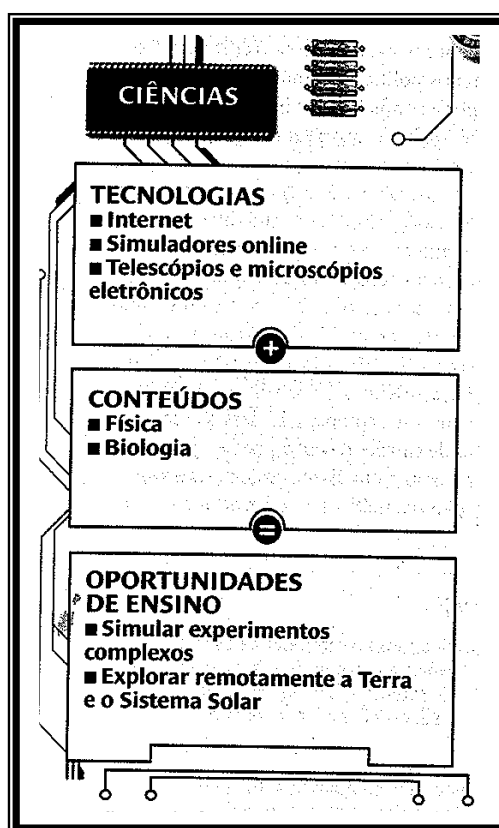 CIÊNCIAS
TECNOLOGIAS
■ Internet
■ Simuladores online
■ Telescópios e microscópios
eletrônicos
+
CONTEÚDOS
■ Física
■ Biologia
=
OPORTUNIDADES
DE ENSINO
■ Simular experimentos
complexos
■ Explorar remotamente a Terra
e o Sistema Solar